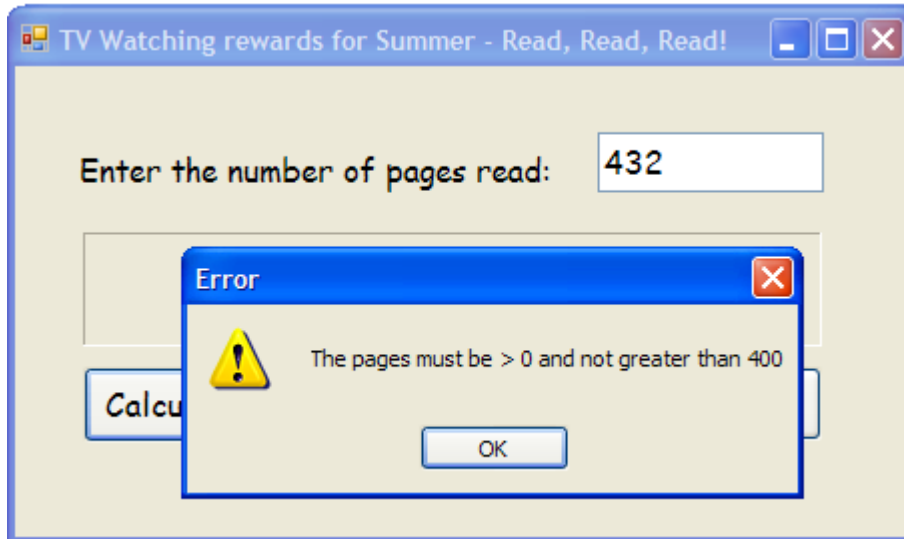 TV Watching rewards for Summer - Read, Read, Read!
Enter the number of pages read: 432
Error
The pages must be > 0 and not greater than 400
Calcu
OK